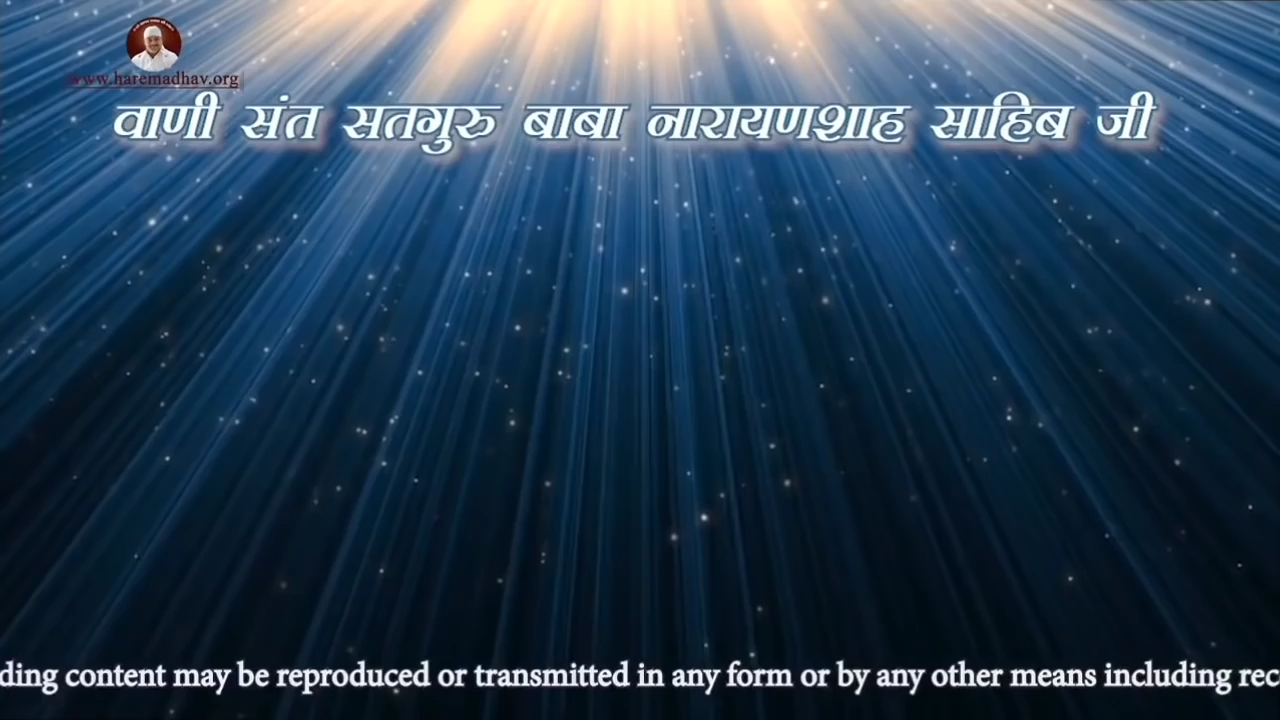 www.haremadhav.org
वाणी संत सतगुरु बाबा नारायणशाह साहिब जी
ding content may be reproduced or transmitted in any form or by any other means including rec